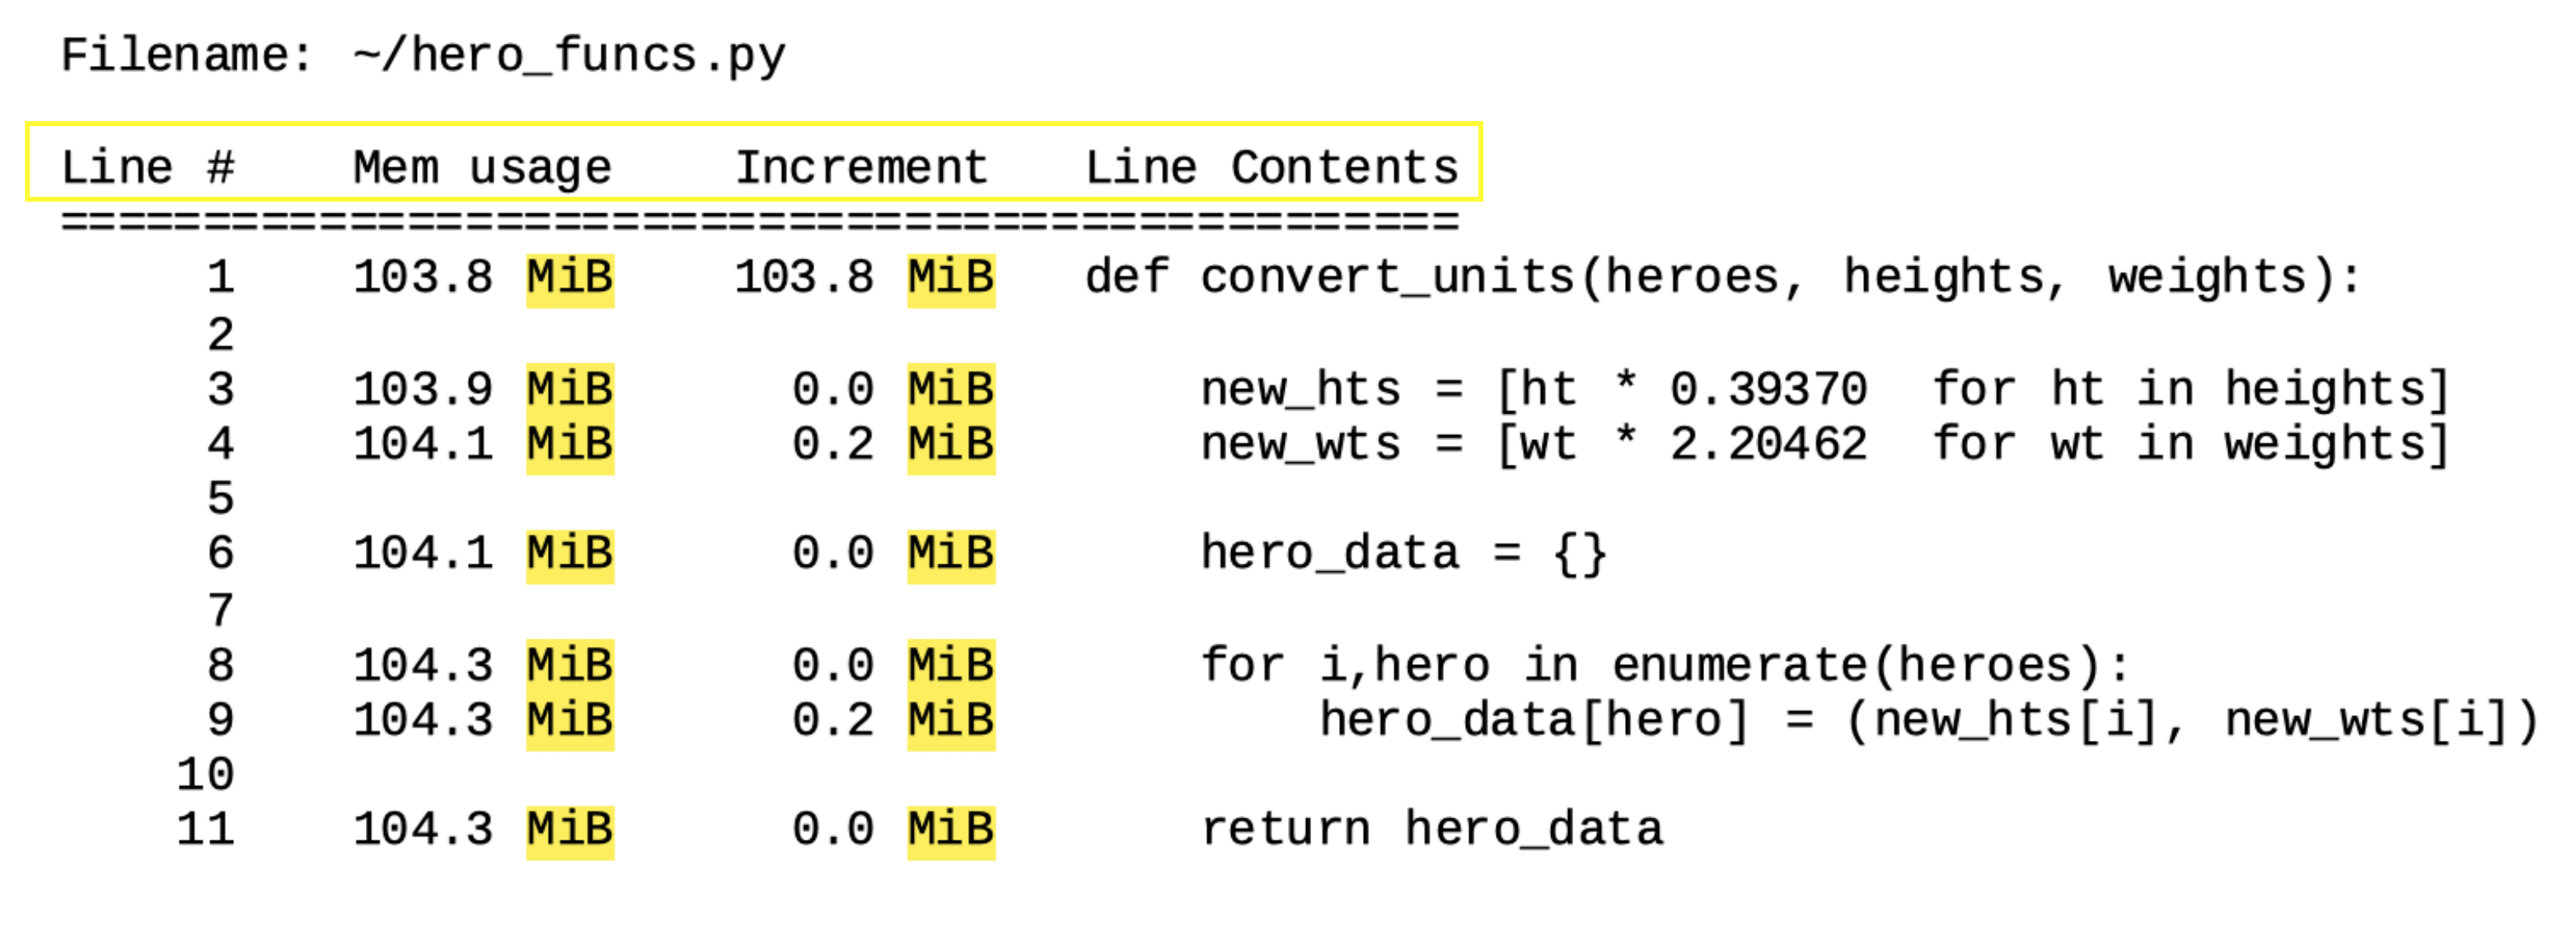 Filename: ~/hero_funcs.py
Line #    Mem usage    Increment   Line Contents
================================================
     1    103.8 MiB    103.8 MiB   def convert_units(heroes, heights, weights):
     2
     3    103.9 MiB      0.0 MiB       new_hts = [ht * 0.39370  for ht in heights]
     4    104.1 MiB      0.2 MiB       new_wts = [wt * 2.20462  for wt in weights]
     5
     6    104.1 MiB      0.0 MiB       hero_data = {}
     7
     8    104.3 MiB      0.0 MiB       for i,hero in enumerate(heroes):
     9    104.3 MiB      0.2 MiB           hero_data[hero] = (new_hts[i], new_wts[i])
    10
    11    104.3 MiB      0.0 MiB       return hero_data